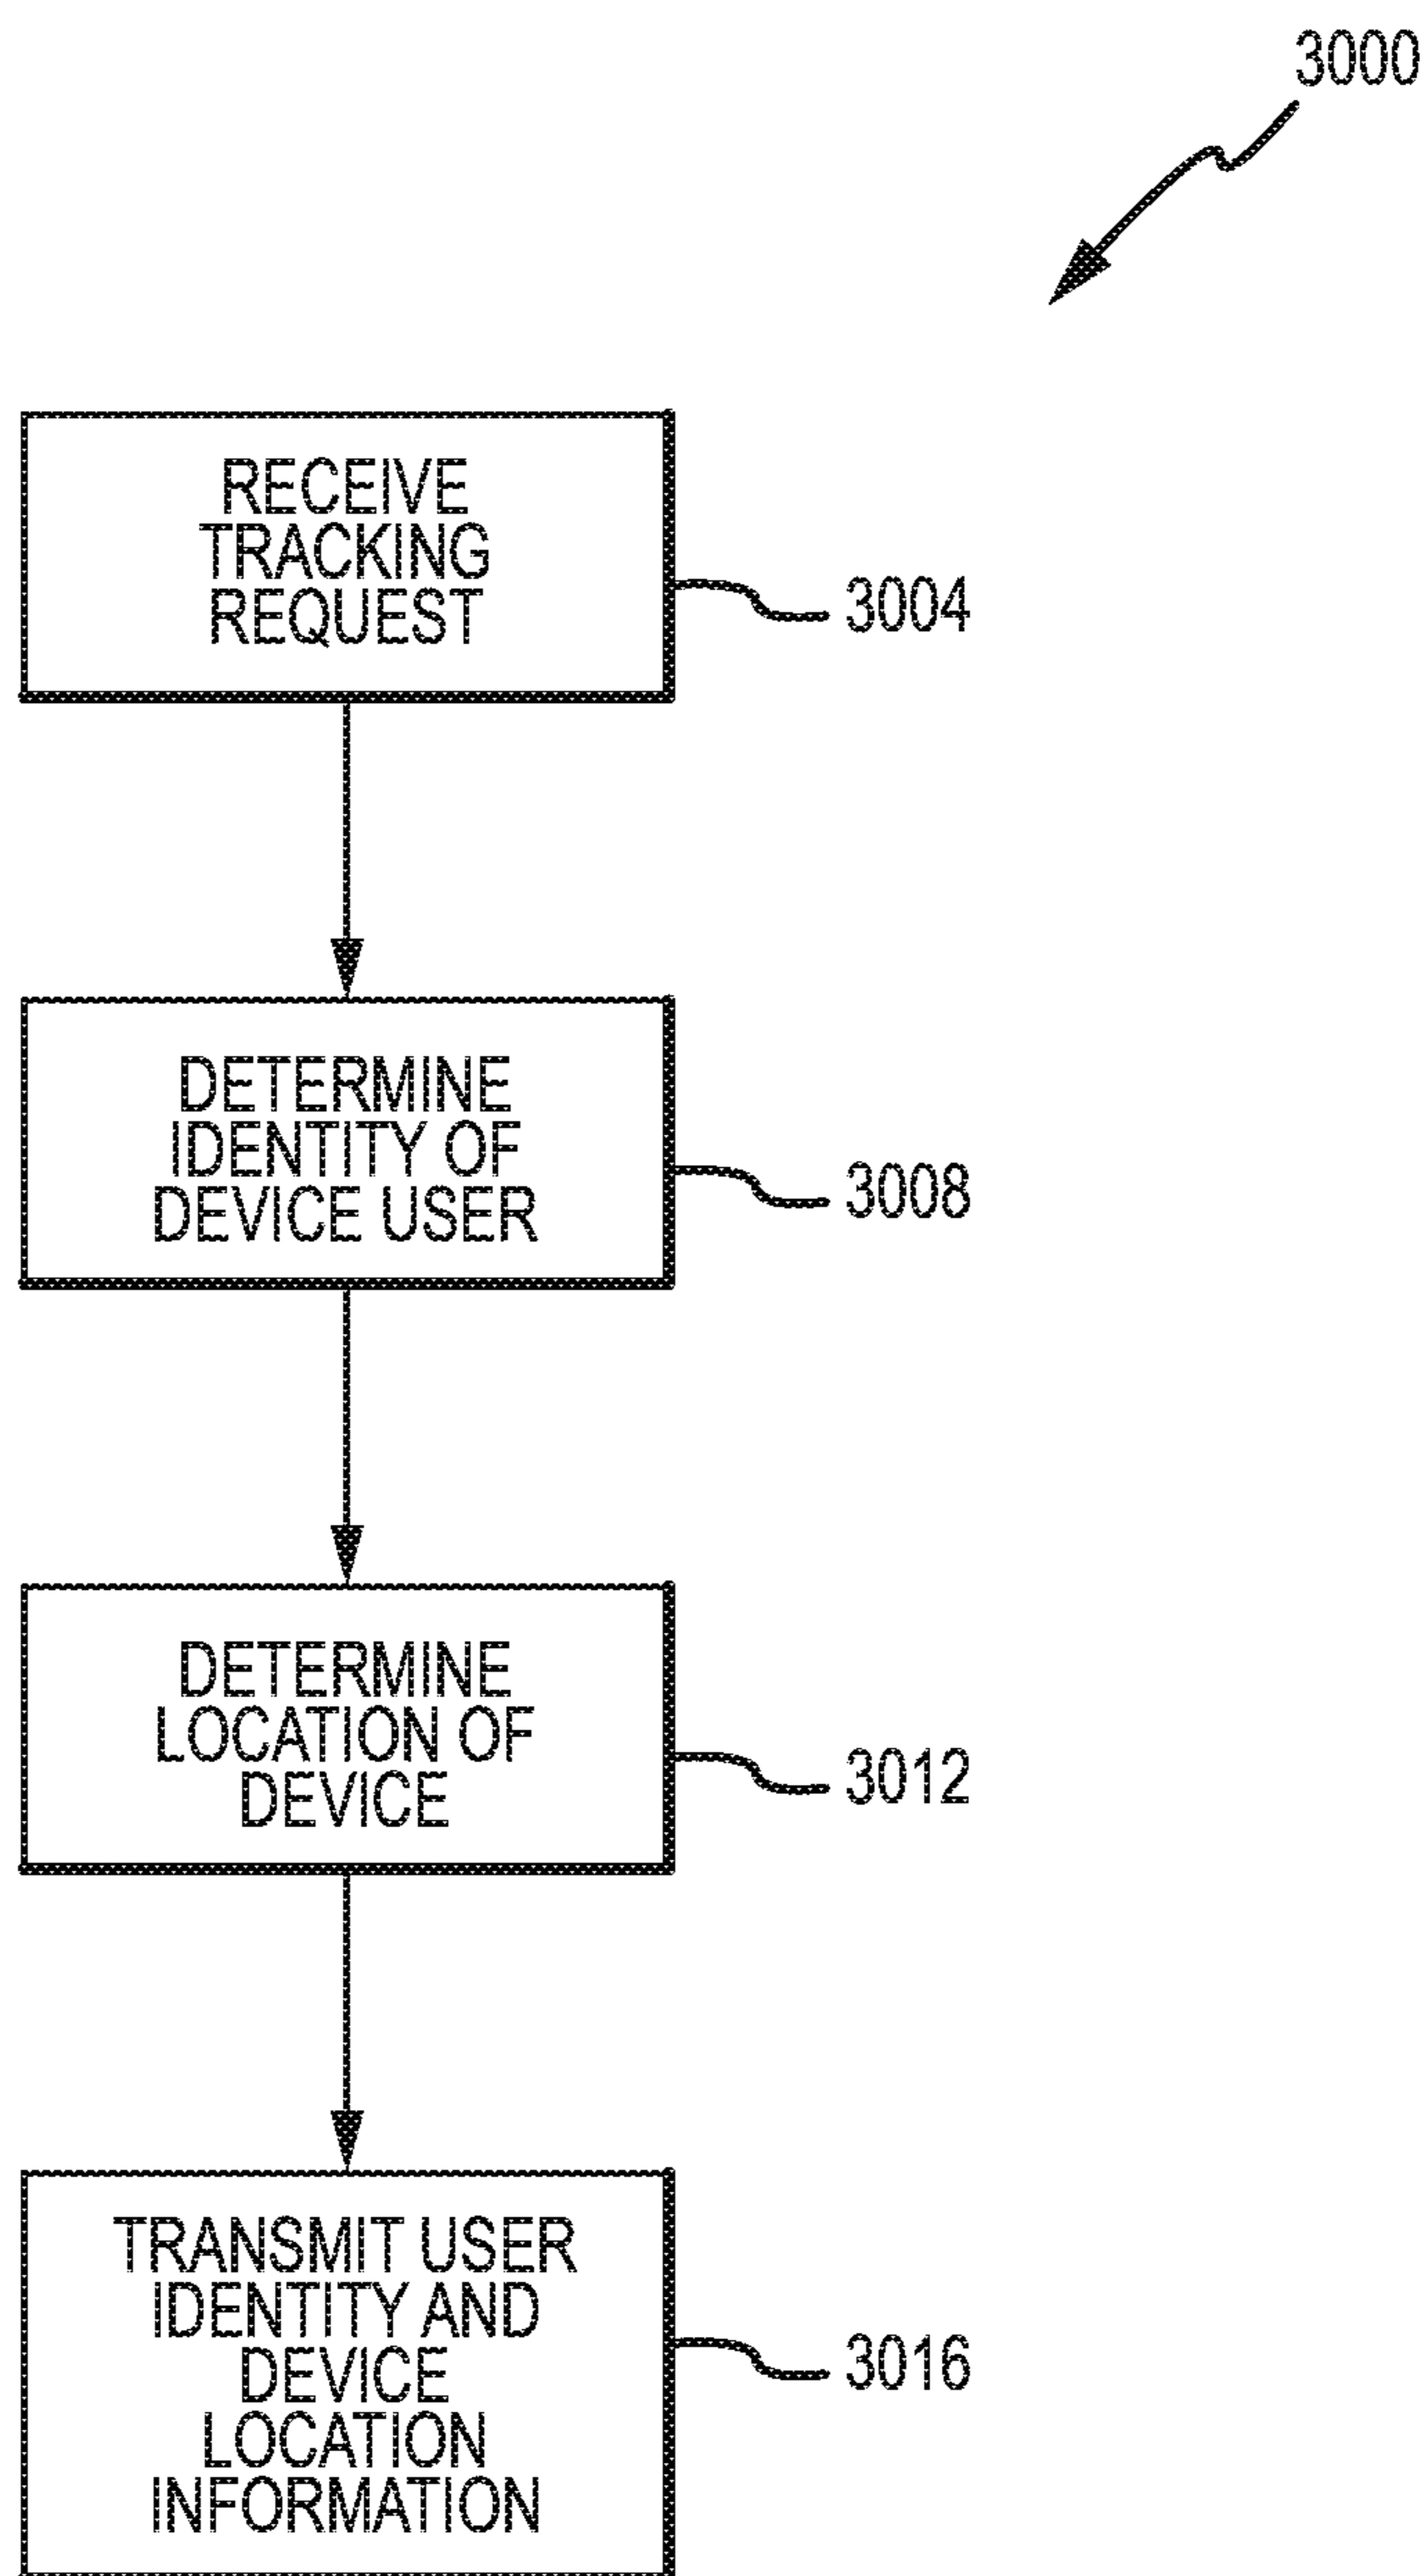 3000
RECEIVE
TRACKING
REQUEST
3004
DETERMINE
IDENTITY OF
DEVICE USER
3008
DETERMINE
LOCATION OF
DEVICE
3012
TRANSMIT USER
IDENTITY AND
DEVICE
LOCATION
INFORMATION
3016